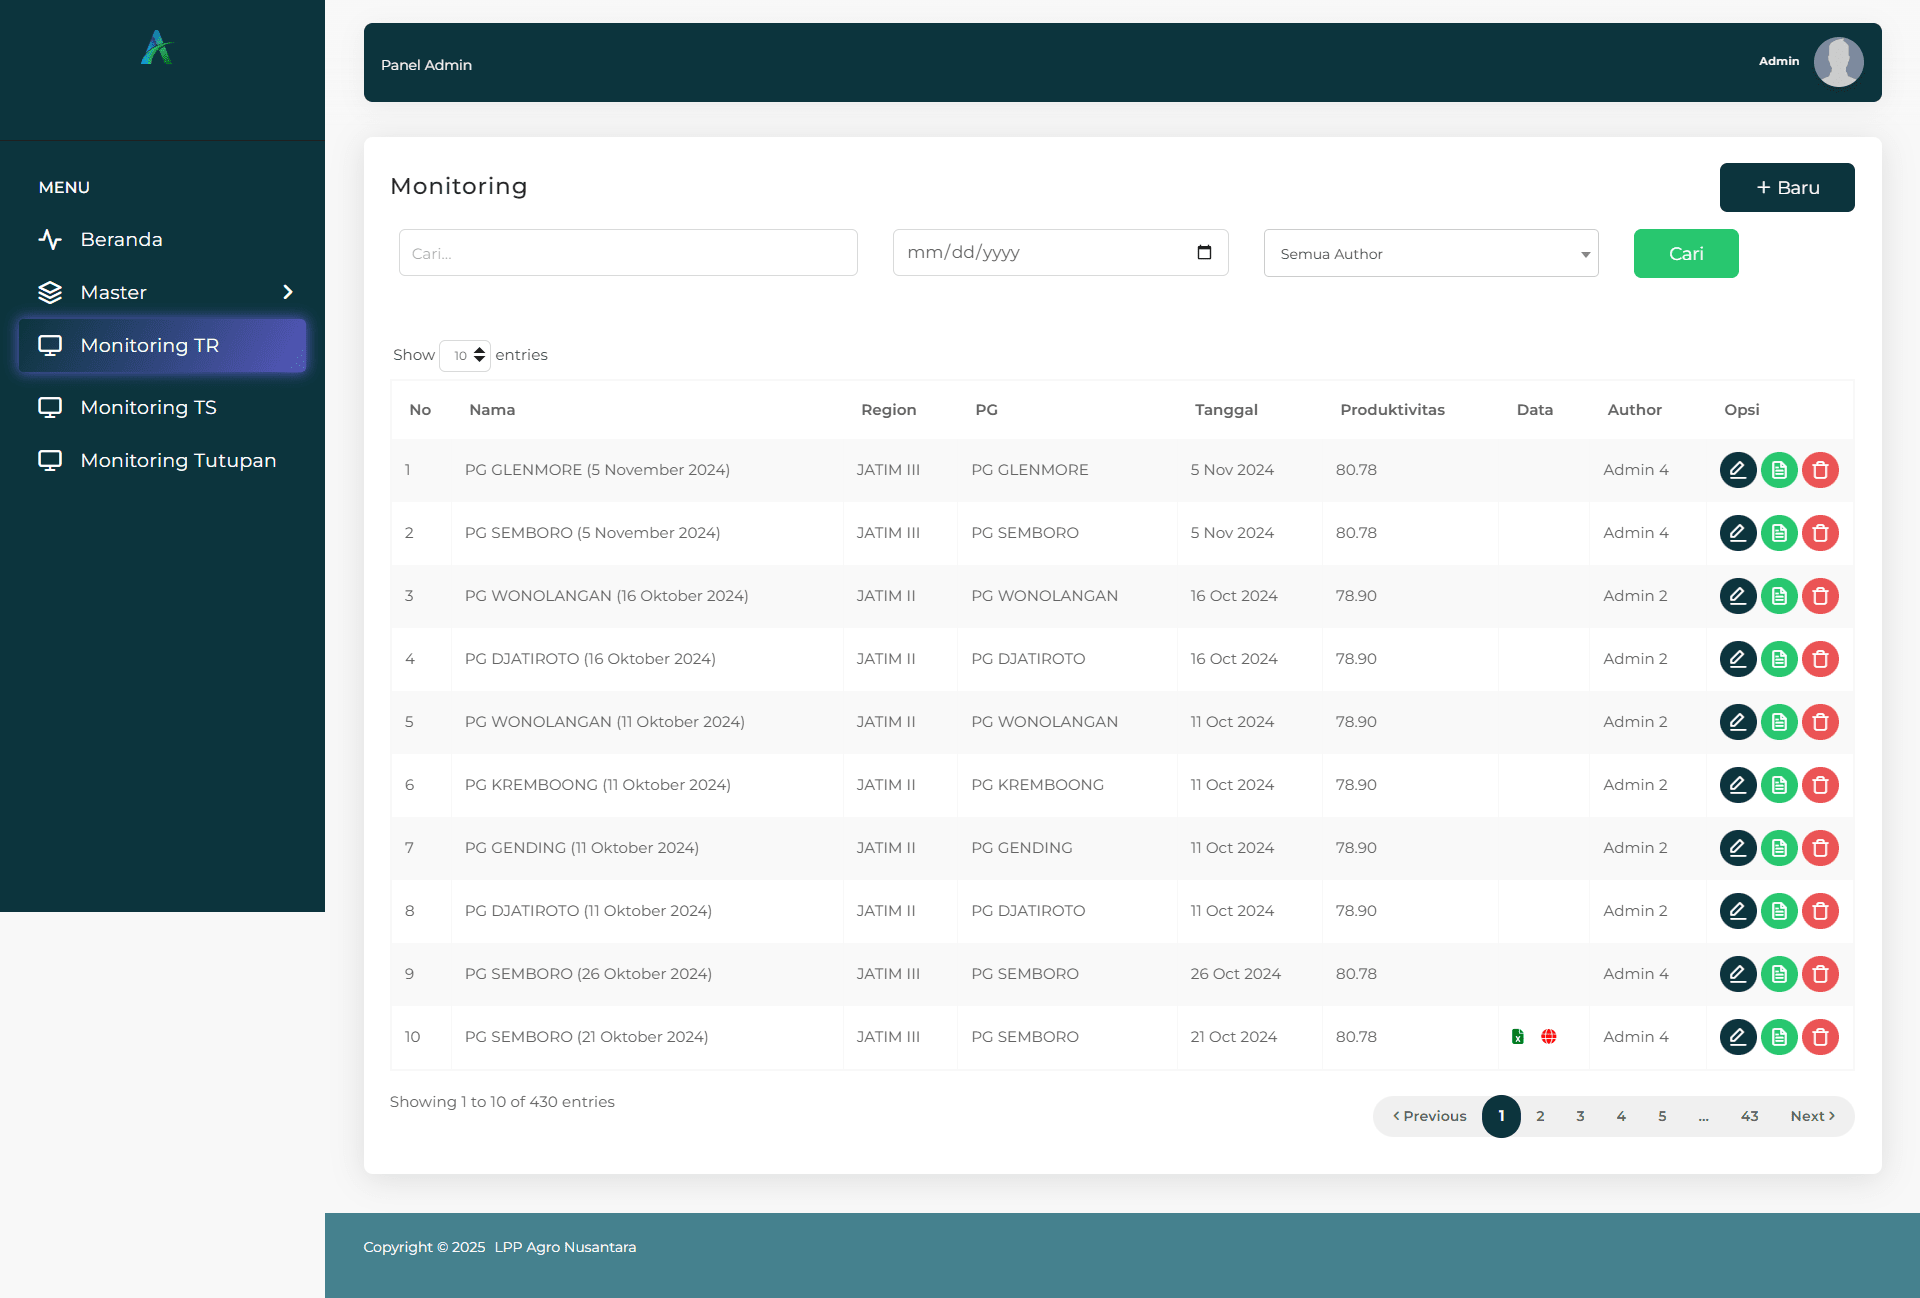 Panel Admin
Admin
MENU
Beranda
Master
Monitoring TR
Monitoring TS
Monitoring Tutupan
Monitoring
+ Baru
Cari...
mm/dd/yyyy
Semua Author
Cari
Show 10 entries
No Nama Region PG Tanggal Produktivitas Data Author Opsi
1 PG GLENMORE (5 November 2024) JATIM III PG GLENMORE 5 Nov 2024 80.78 Admin 4
2 PG SEMBORO (5 November 2024) JATIM III PG SEMBORO 5 Nov 2024 80.78 Admin 4
3 PG WONOLANGAN (16 Oktober 2024) JATIM II PG WONOLANGAN 16 Oct 2024 78.90 Admin 2
4 PG DJATIROTO (16 Oktober 2024) JATIM II PG DJATIROTO 16 Oct 2024 78.90 Admin 2
5 PG WONOLANGAN (11 Oktober 2024) JATIM II PG WONOLANGAN 11 Oct 2024 78.90 Admin 2
6 PG KREMBOONG (11 Oktober 2024) JATIM II PG KREMBOONG 11 Oct 2024 78.90 Admin 2
7 PG GENDING (11 Oktober 2024) JATIM II PG GENDING 11 Oct 2024 78.90 Admin 2
8 PG DJATIROTO (11 Oktober 2024) JATIM II PG DJATIROTO 11 Oct 2024 78.90 Admin 2
9 PG SEMBORO (26 Oktober 2024) JATIM III PG SEMBORO 26 Oct 2024 80.78 Admin 4
10 PG SEMBORO (21 Oktober 2024) JATIM III PG SEMBORO 21 Oct 2024 80.78 Admin 4
Showing 1 to 10 of 430 entries
Previous 1 2 3 4 5 ... 43 Next
Copyright © 2025 LPP Agro Nusantara